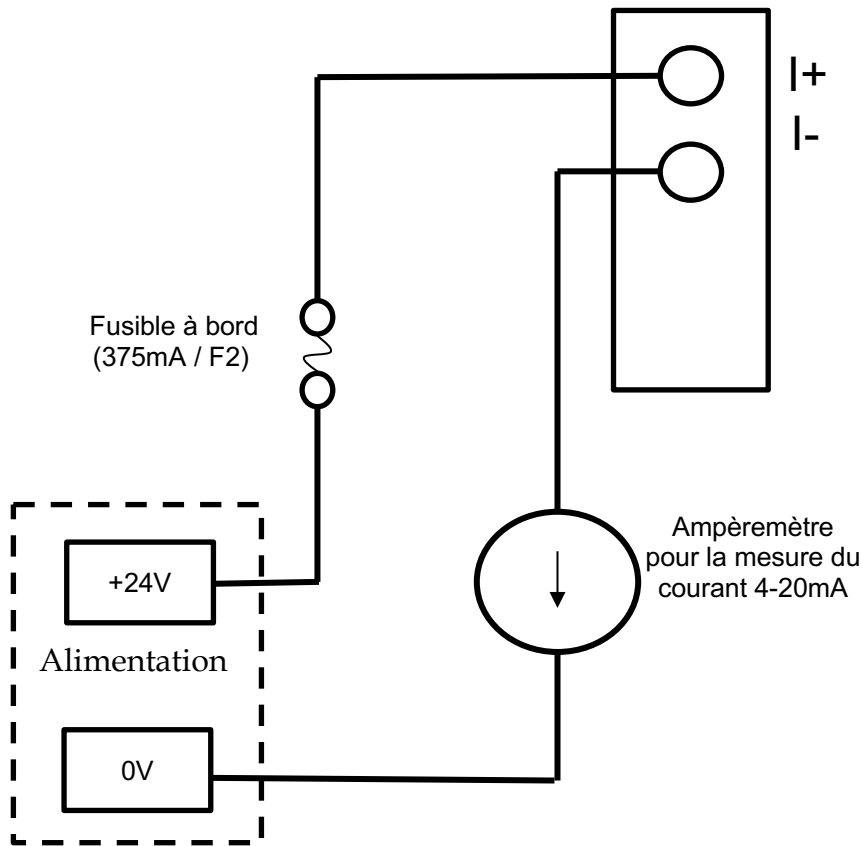 I+
I-
Fusible à bord
(375mA / F2)
Ampèremètre
pour la mesure du
courant 4-20mA
+24V
Alimentation
0V